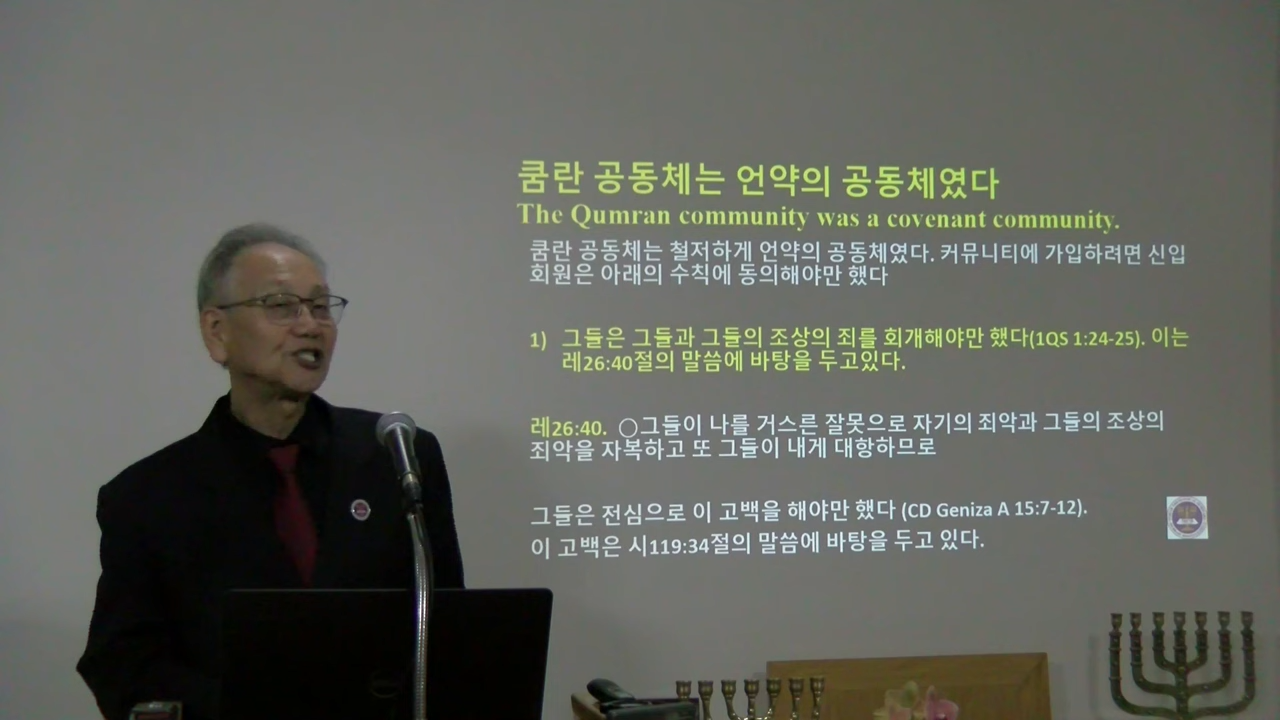 쿰란 공동체는 언약의 공동체였다
The Qumran community was a covenant community.
쿰란 공동체는 철저하게 언약의 공동체였다. 커뮤니티에 가입하려면 신입
회원은 아래의 수칙에 동의해야만 했다
1) 그들은 그들과 그들의 조상의 죄를 회개해야만 했다(1QS 1:24-25). 이는
레26:40절의 말씀에 바탕을 두고있다.
레26:40. ○그들이 나를 거스른 잘못으로 자기의 죄악과 그들의 조상의
죄악을 자복하고 또 그들이 내게 대항하므로
그들은 전심으로 이 고백을 해야만 했다 (CD Geniza A 15:7-12).
이 고백은 시119:34절의 말씀에 바탕을 두고 있다.